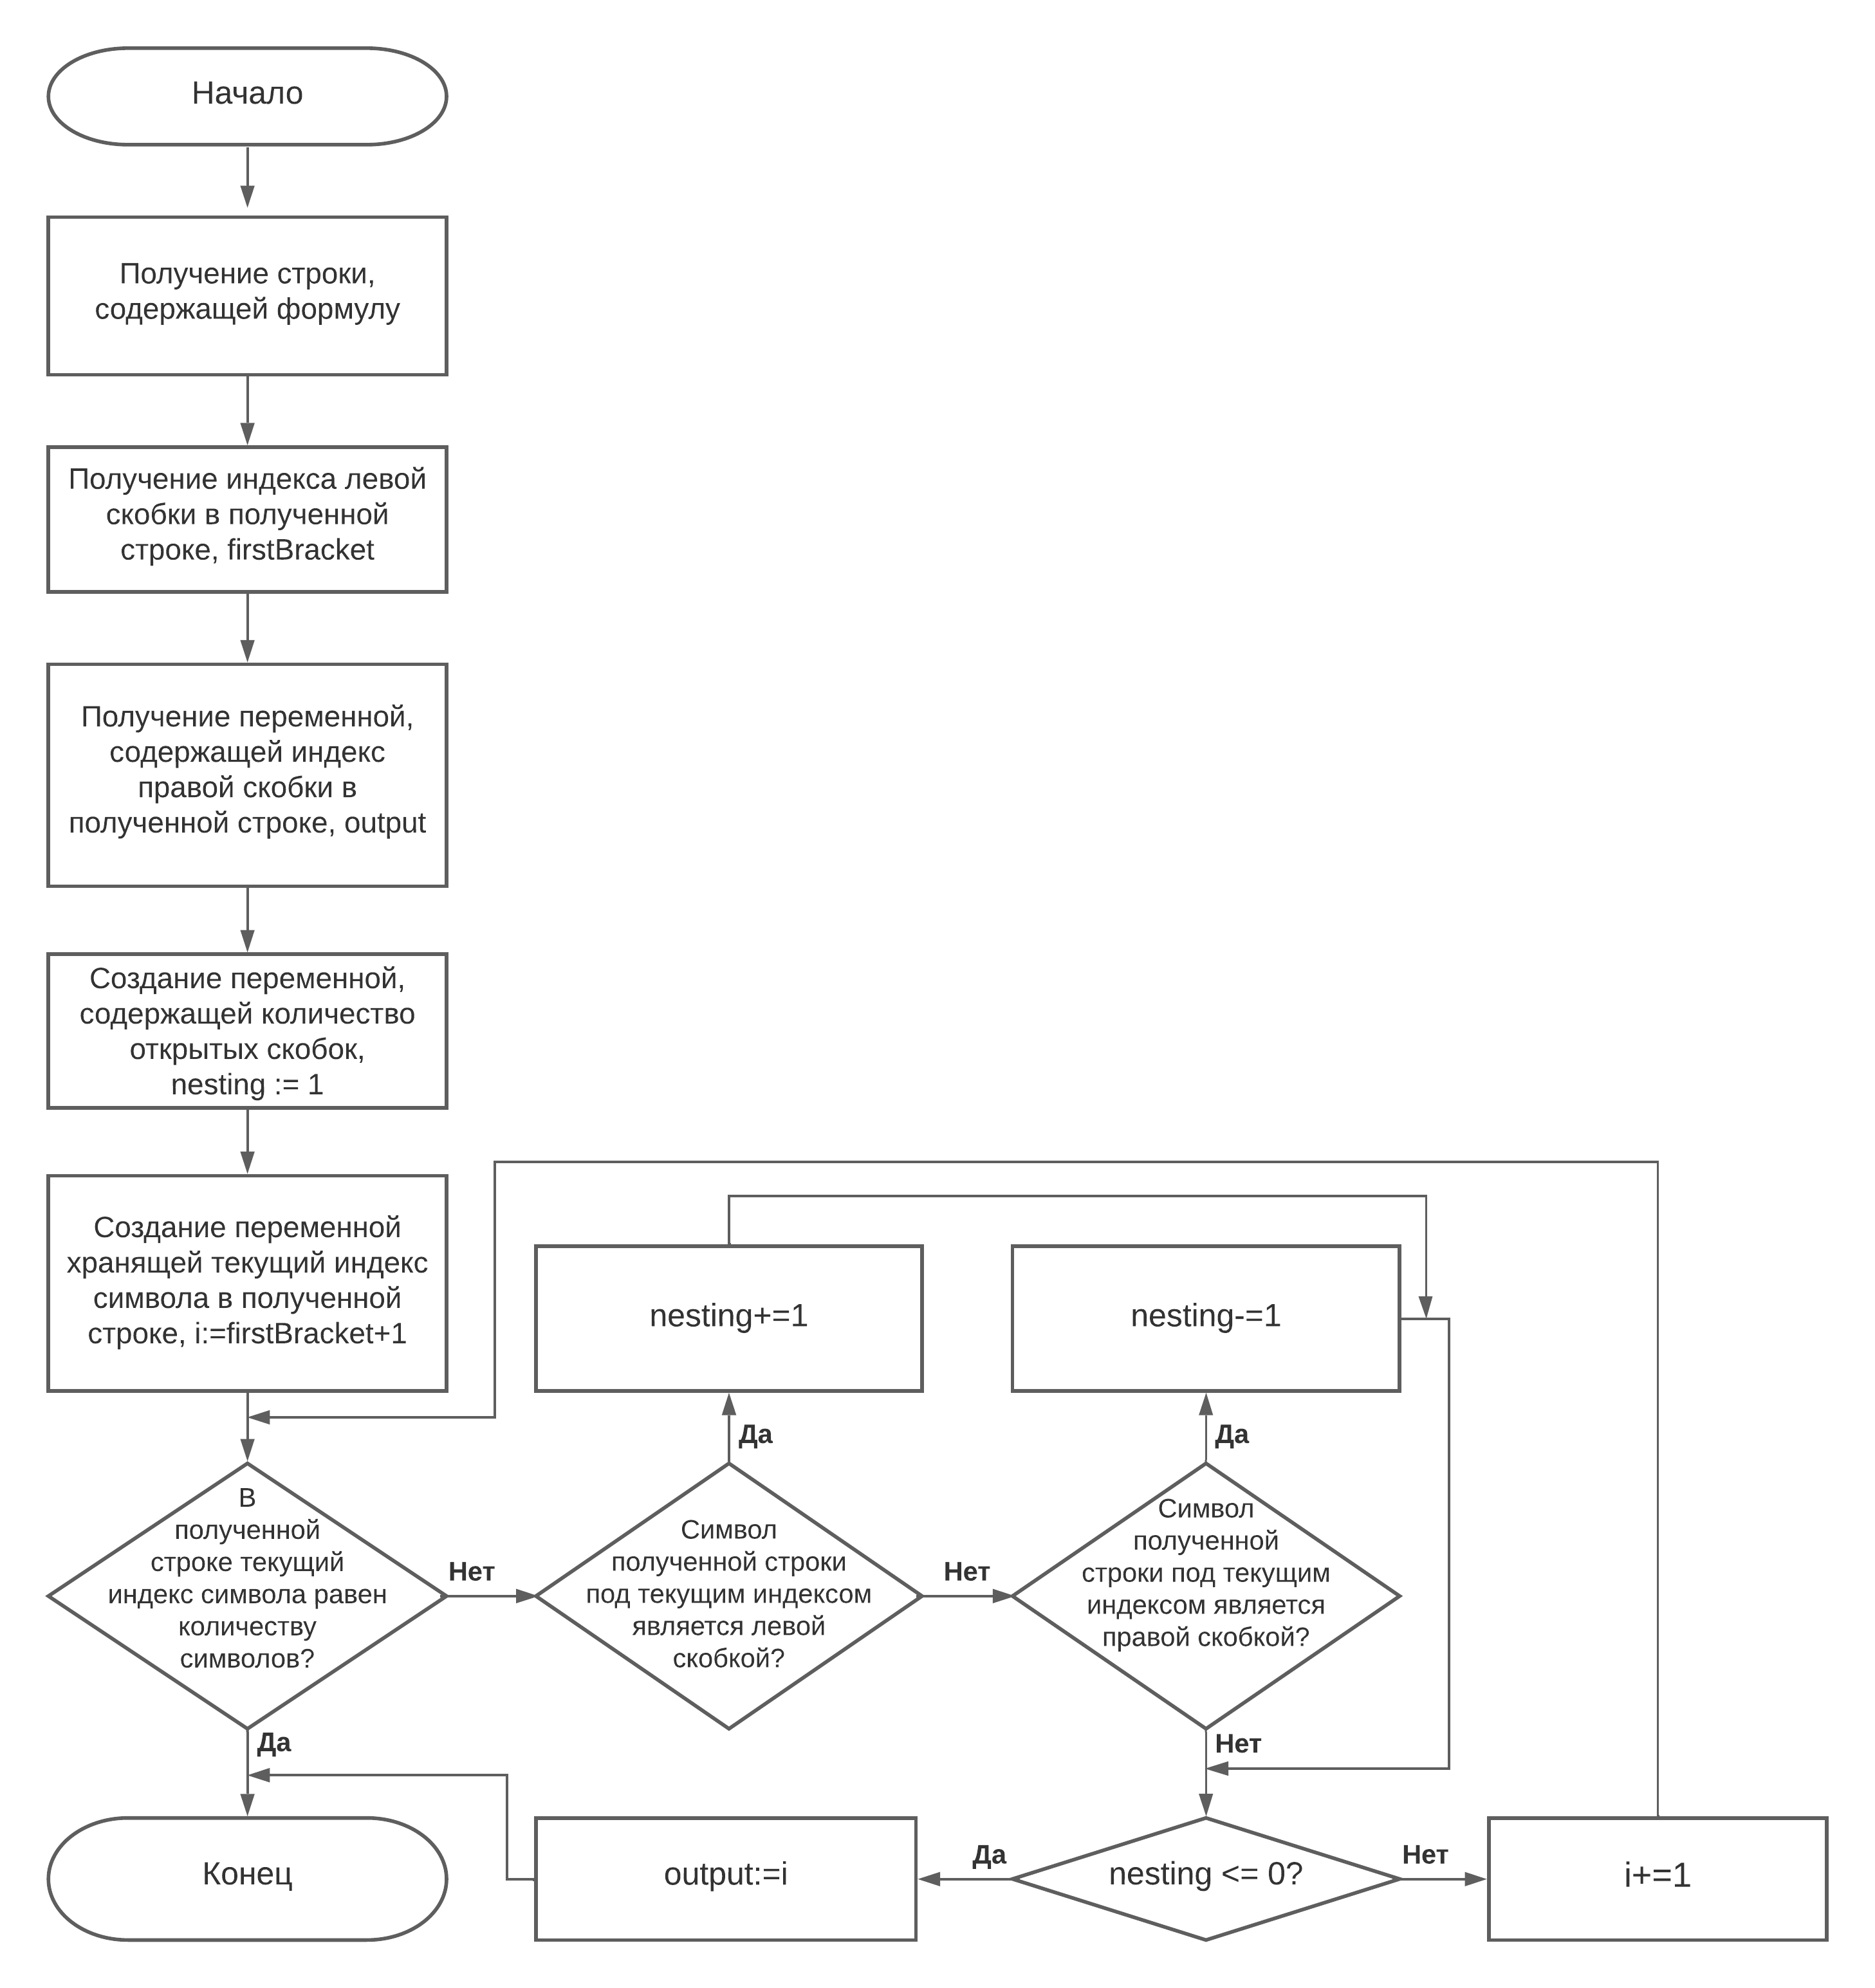 Начало
Получение строки,
содержащей формулу
Получение индекса левой
скобки в полученной
строке, firstBracket
Получение переменной,
содержащей индекс
правой скобки в
полученной строке, output
Создание переменной,
содержащей количество
открытых скобок,
nesting := 1
Создание переменной
хранящей текущий индекс
символа в полученной
строке, i:=firstBracket+1
nesting+=1
nesting-=1
Да
Да
В
полученной
строке текущий
индекс символа равен
количеству
символов?
Нет
Символ
полученной строки
под текущим индексом
является левой
скобкой?
Нет
Символ
полученной
строки под текущим
индексом является
правой скобкой?
Да
Нет
Конец
output:=i
Да
nesting <= 0?
Нет
i+=1